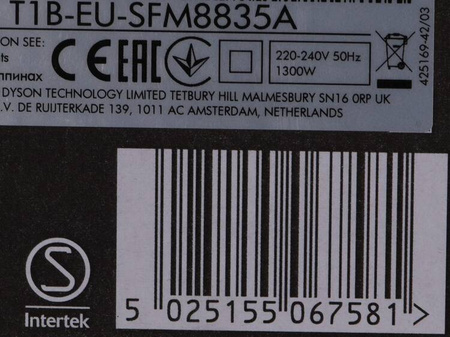 T1B-EU-SFM8835A
ON SEE:
ts
ППИНАХ
CE EAC
220-240V 50Hz
1300W
425169-42/03
DYSON TECHNOLOGY LIMITED TETBURY HILL MALMESBURY SN16 0RP UK
.V. DE RUIJTERKADE 139, 1011 AC AMSTERDAM, NETHERLANDS
S
Intertek
5 025155 067581 >